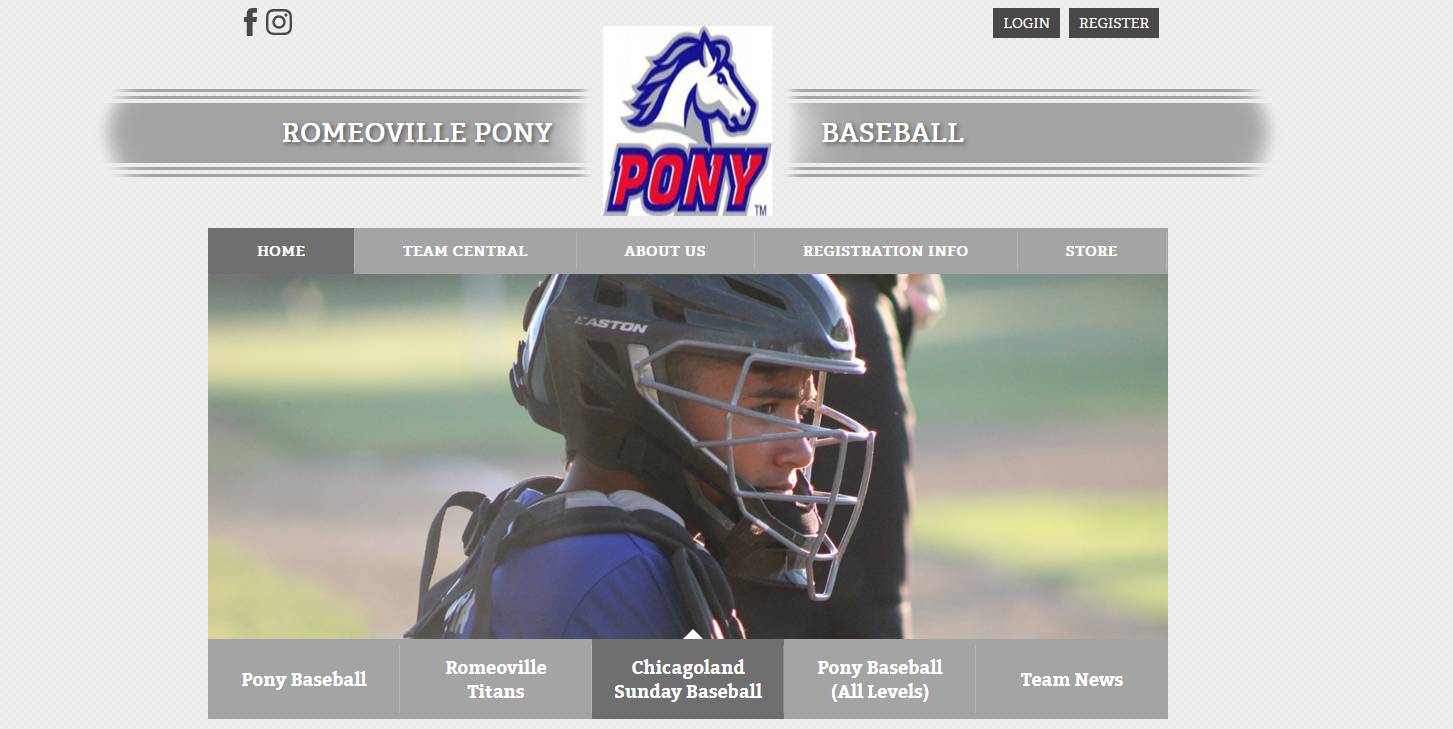 LOGIN REGISTER
ROMEOVILLE PONY BASEBALL
PONY
TM
HOME TEAM CENTRAL ABOUT US REGISTRATION INFO STORE
EASTON
Pony Baseball
Romeoville
Titans
Chicagoland
Sunday Baseball
Pony Baseball
(All Levels)
Team News